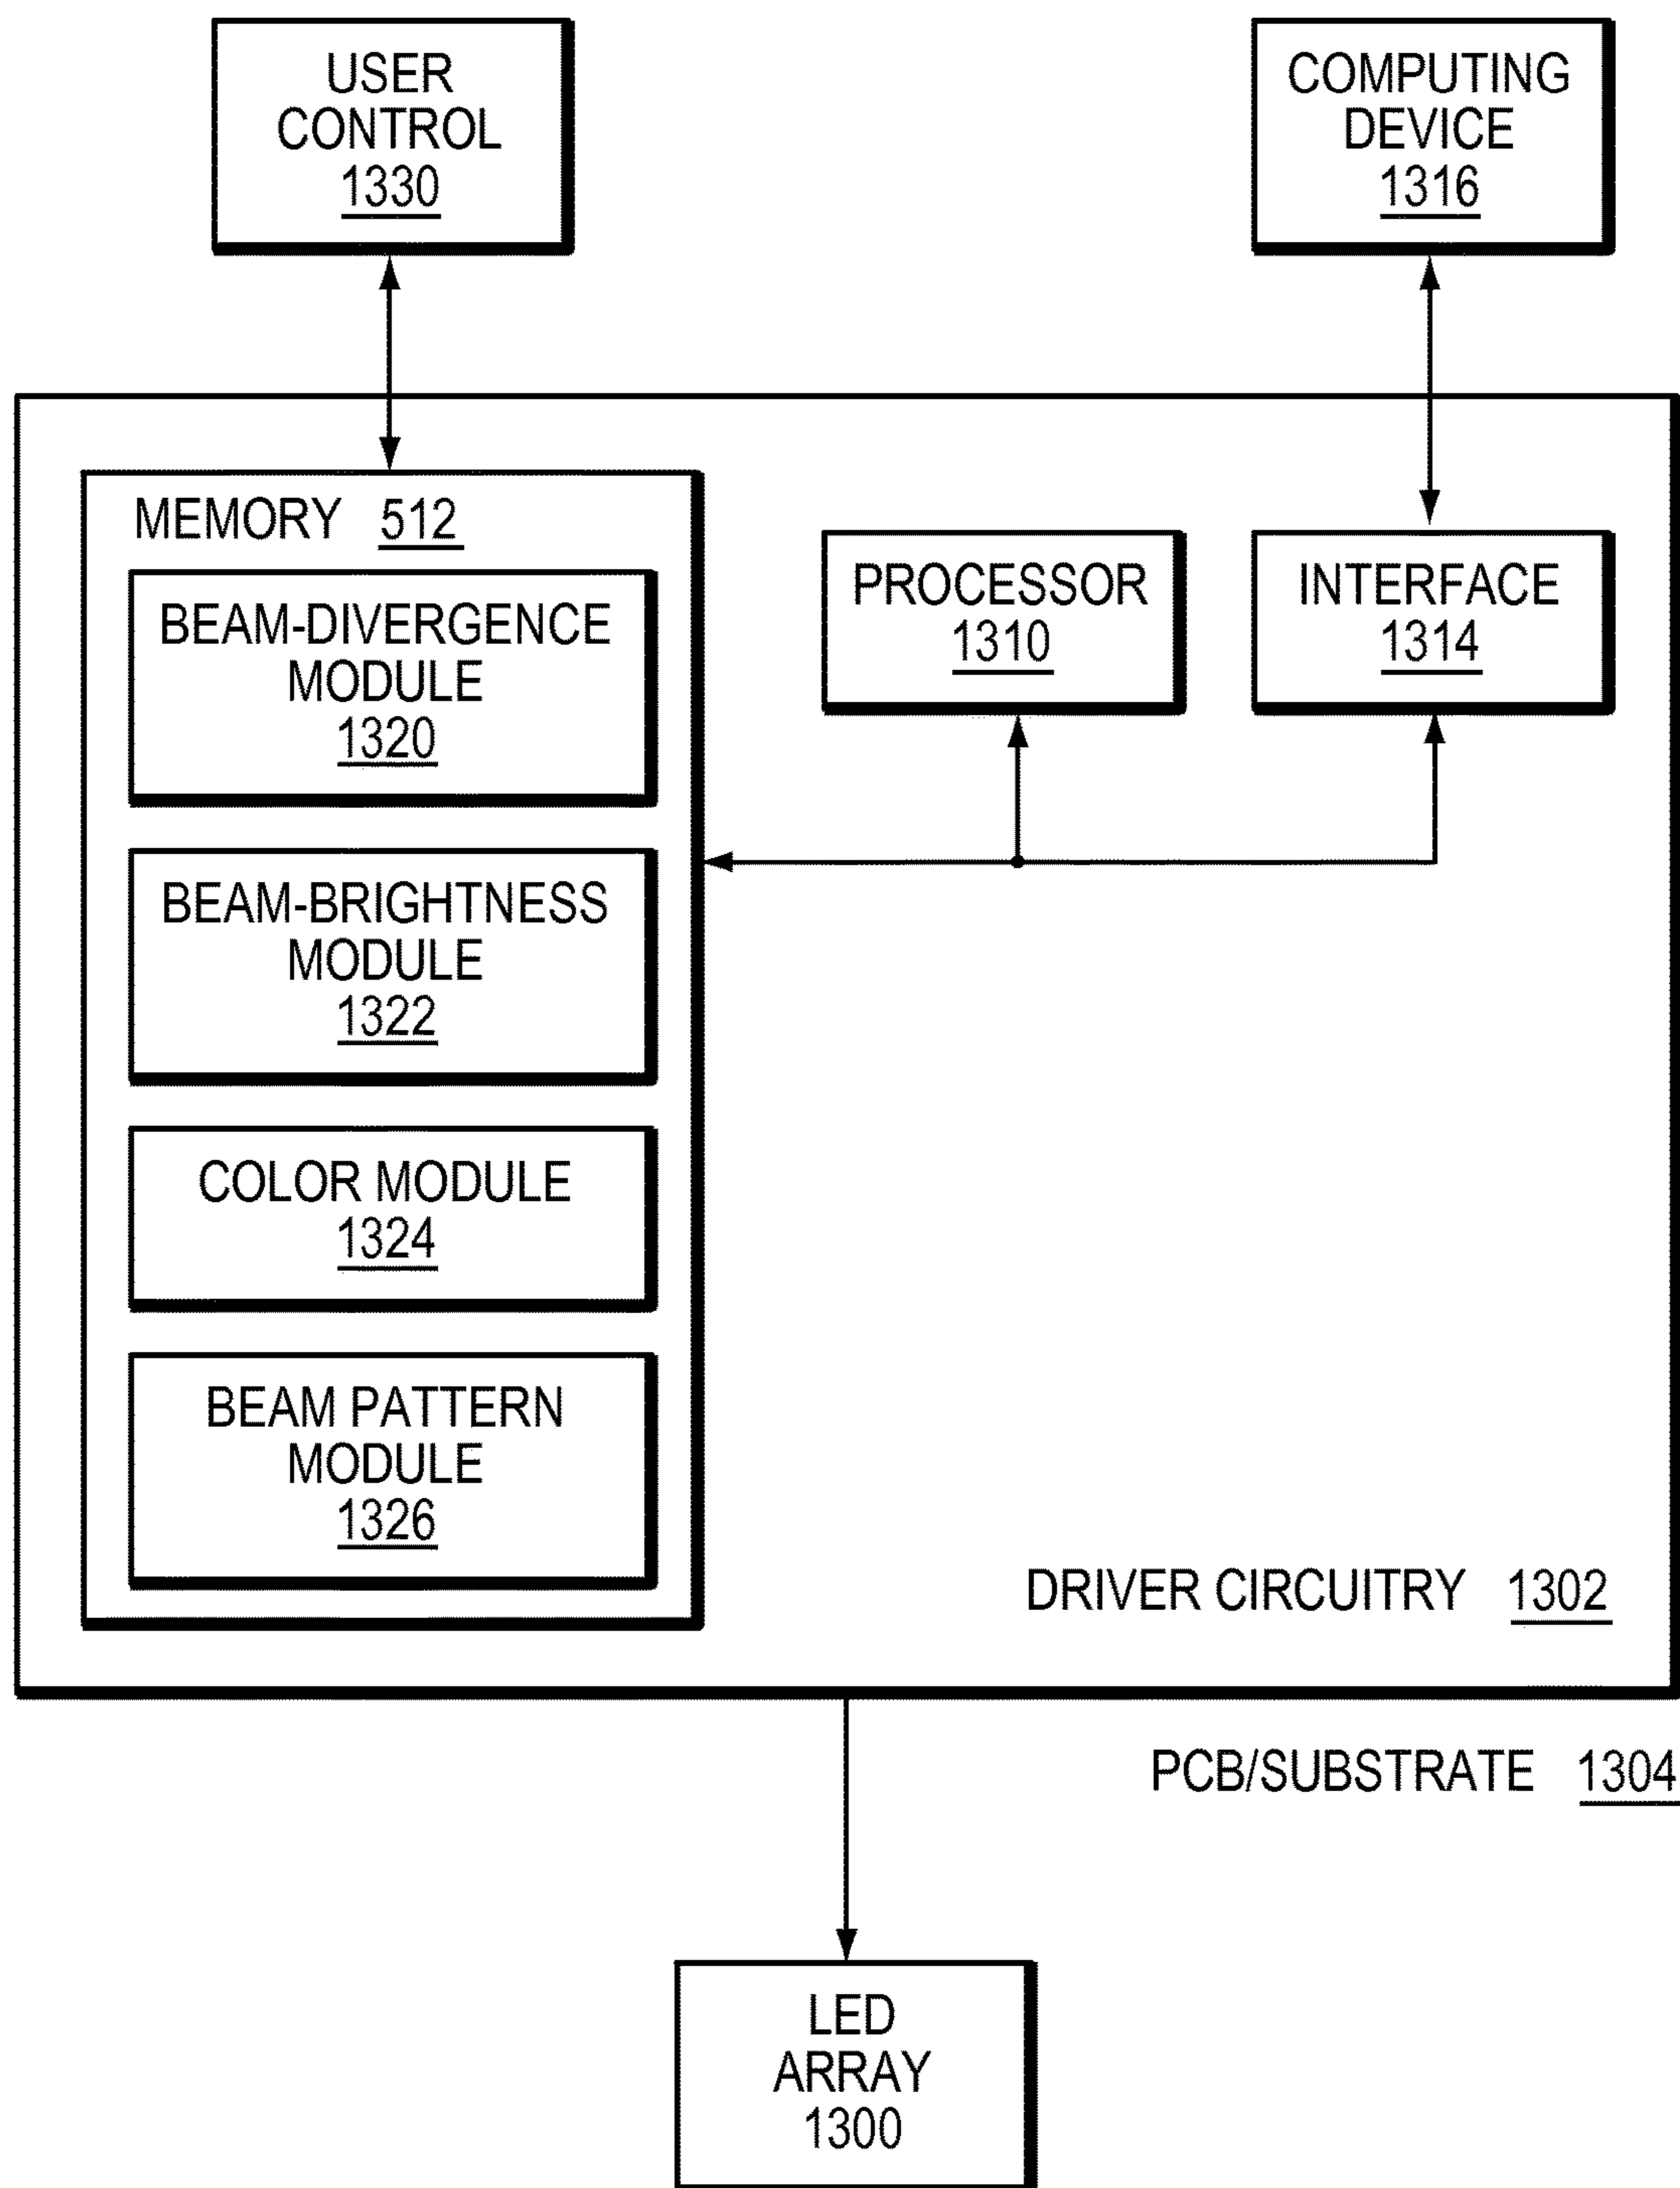 USER
CONTROL
1330
COMPUTING
DEVICE
1316
MEMORY 512
BEAM-DIVERGENCE
MODULE
1320
BEAM-BRIGHTNESS
MODULE
1322
COLOR MODULE
1324
BEAM PATTERN
MODULE
1326
PROCESSOR
1310
INTERFACE
1314
DRIVER CIRCUITRY 1302
PCB/SUBSTRATE 1304
LED
ARRAY
1300